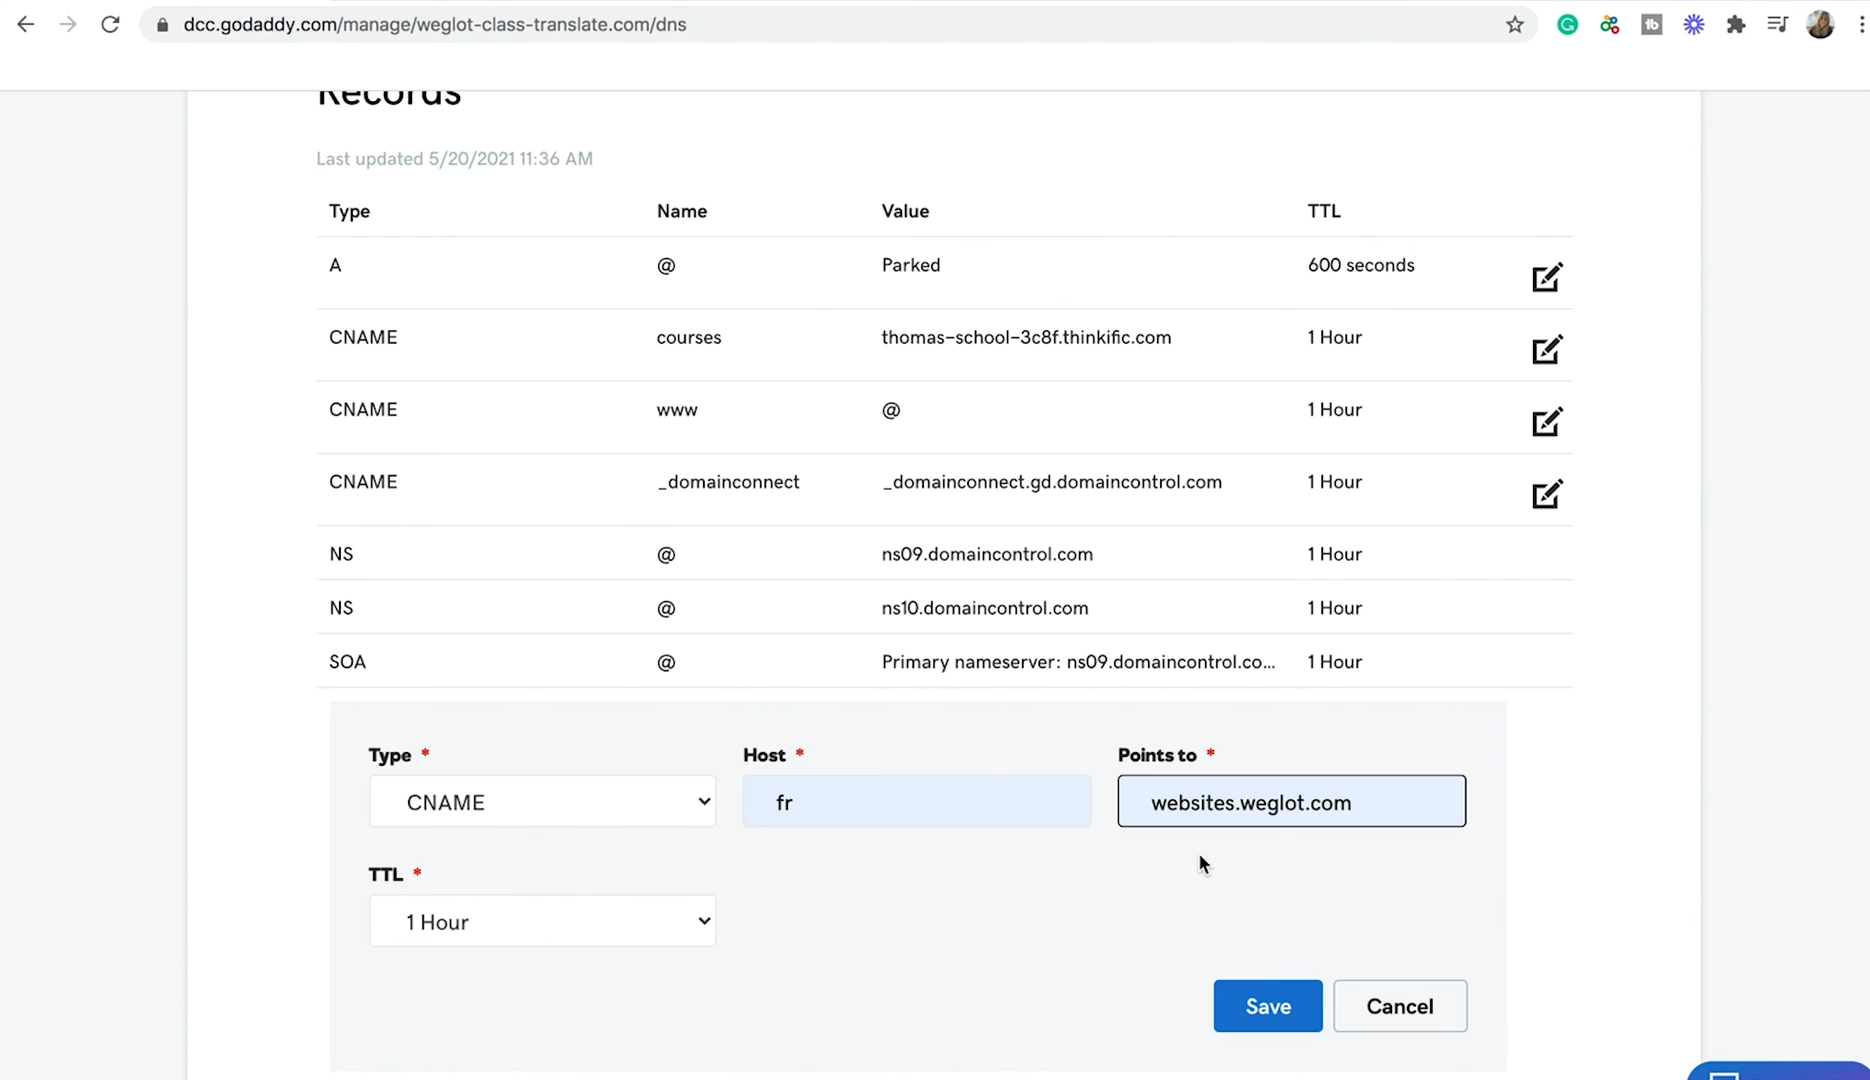 dcc.godaddy.com/manage/weglot-class-translate.com/dns
Records
Last updated 5/20/2021 11:36 AM
Type Name Value TTL
A @ Parked 600 seconds
CNAME courses thomas-school-3c8f.thinkific.com 1 Hour
CNAME www @ 1 Hour
CNAME _domainconnect _domainconnect.gd.domaincontrol.com 1 Hour
NS @ ns09.domaincontrol.com 1 Hour
NS @ ns10.domaincontrol.com 1 Hour
SOA @ Primary nameserver: ns09.domaincontrol.co... 1 Hour
Type * Host * Points to *
CNAME fr websites.weglot.com
TTL *
1 Hour
Save Cancel